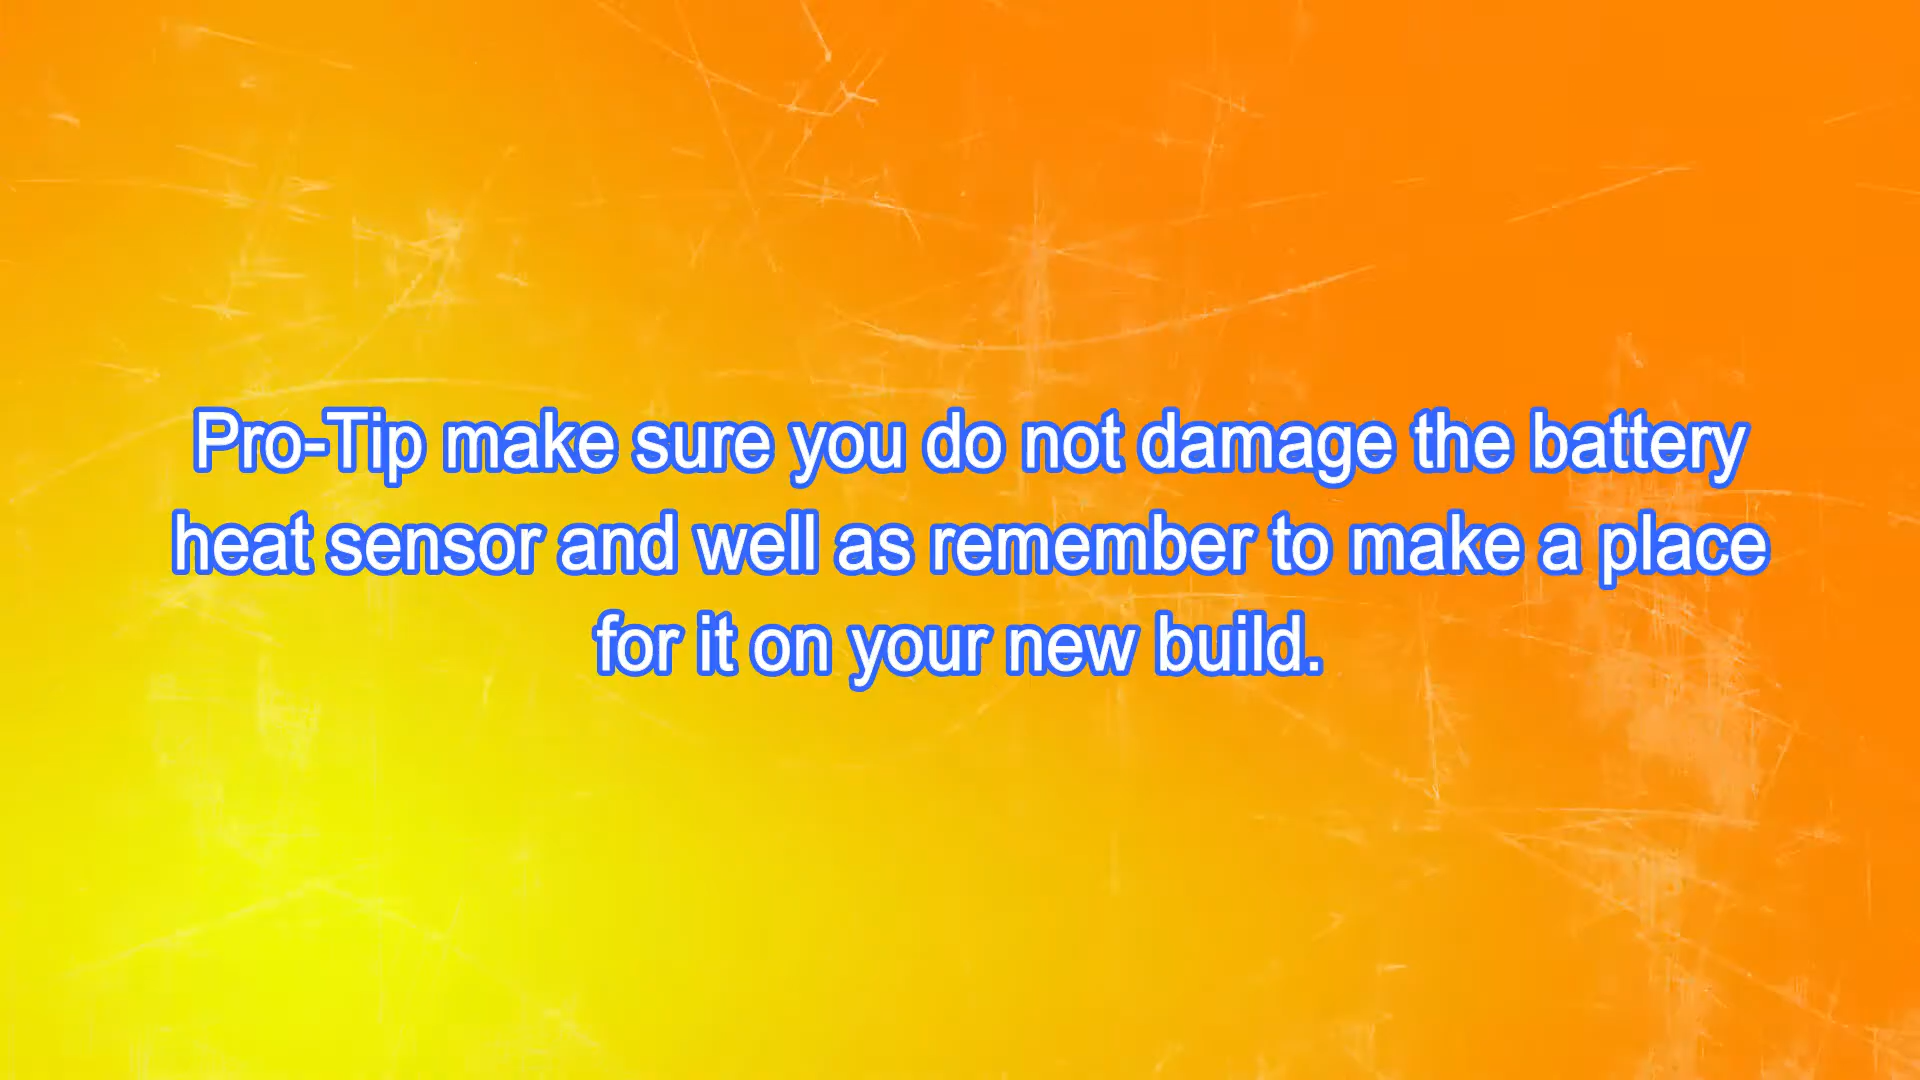 Pro-Tip make sure you do not damage the battery
heat sensor and well as remember to make a place
for it on your new build.